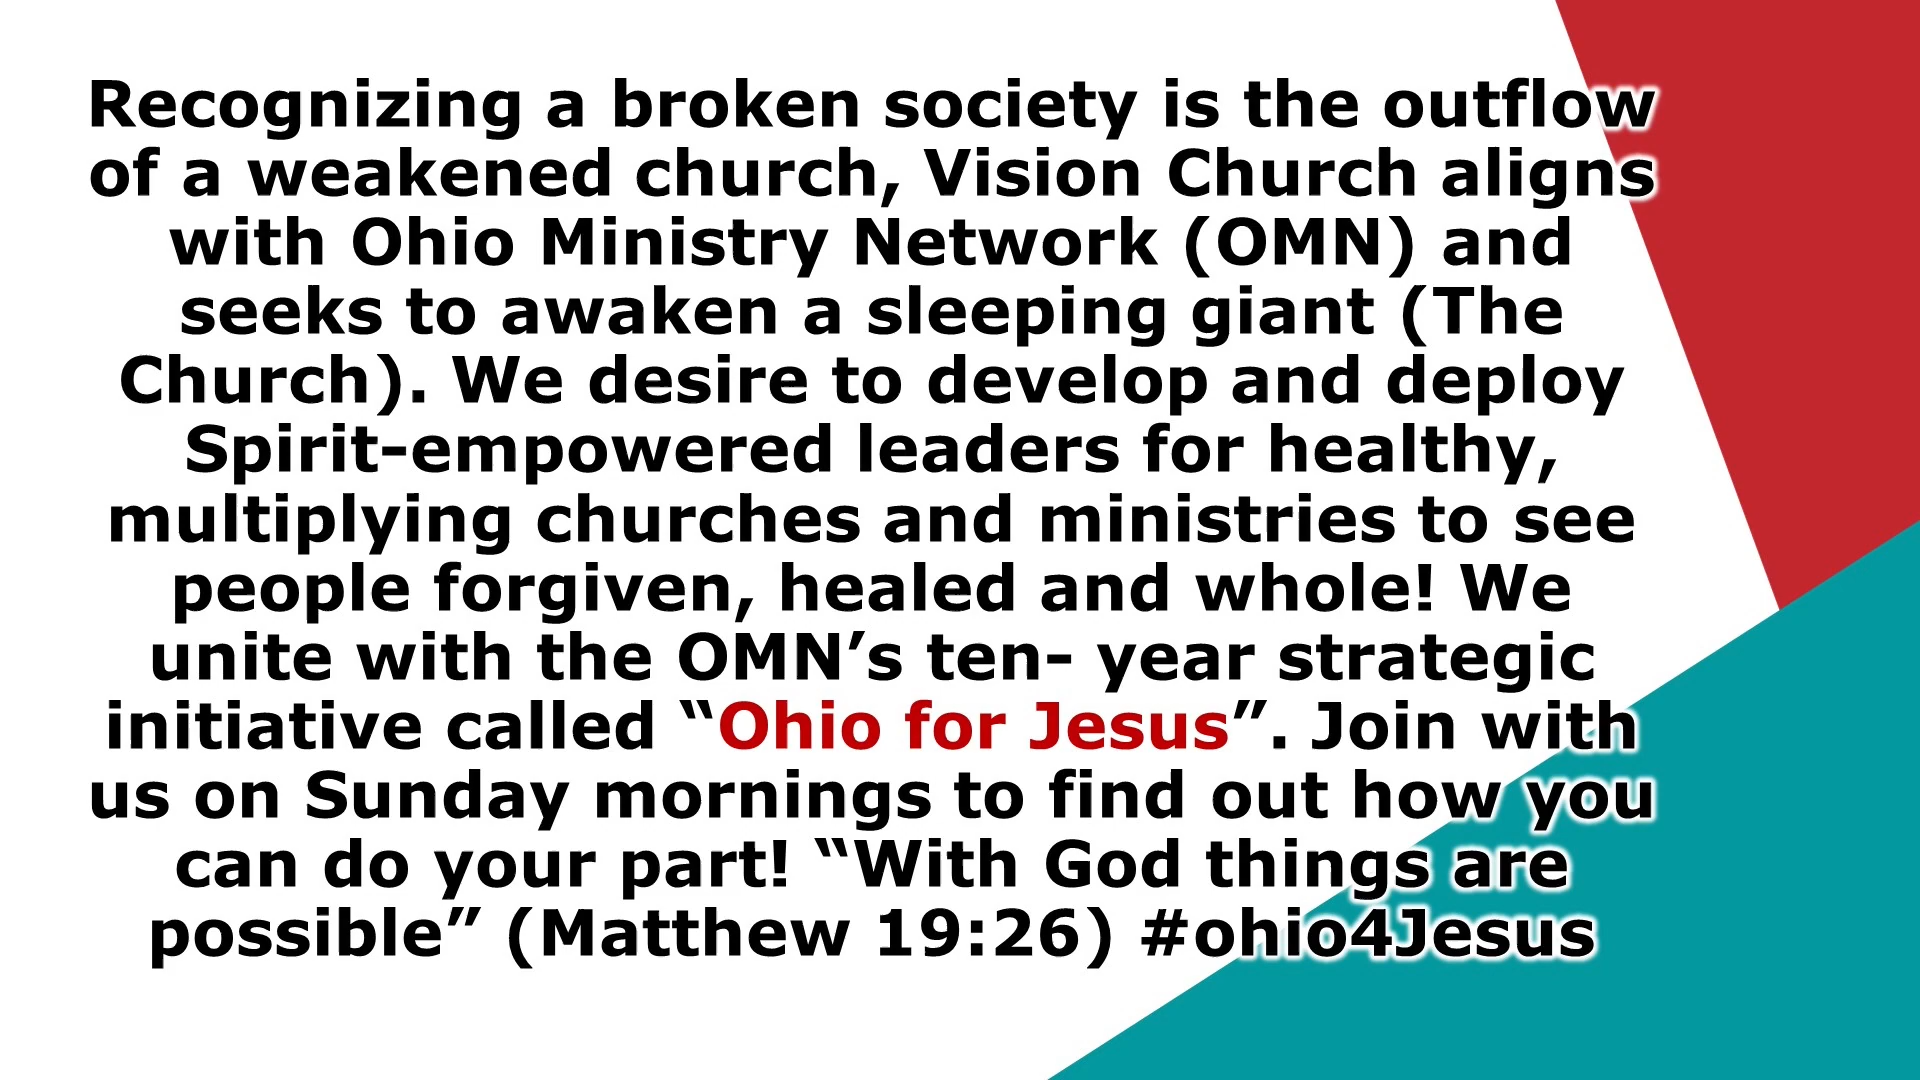 Recognizing a broken society is the outflow
of a weakened church, Vision Church aligns
with Ohio Ministry Network (OMN) and
seeks to awaken a sleeping giant (The
Church). We desire to develop and deploy
Spirit-empowered leaders for healthy,
multiplying churches and ministries to see
people forgiven, healed and whole! We
unite with the OMN’s ten- year strategic
initiative called “Ohio for Jesus”. Join with
us on Sunday mornings to find out how you
can do your part! “With God things are
possible” (Matthew 19:26) #ohio4Jesus